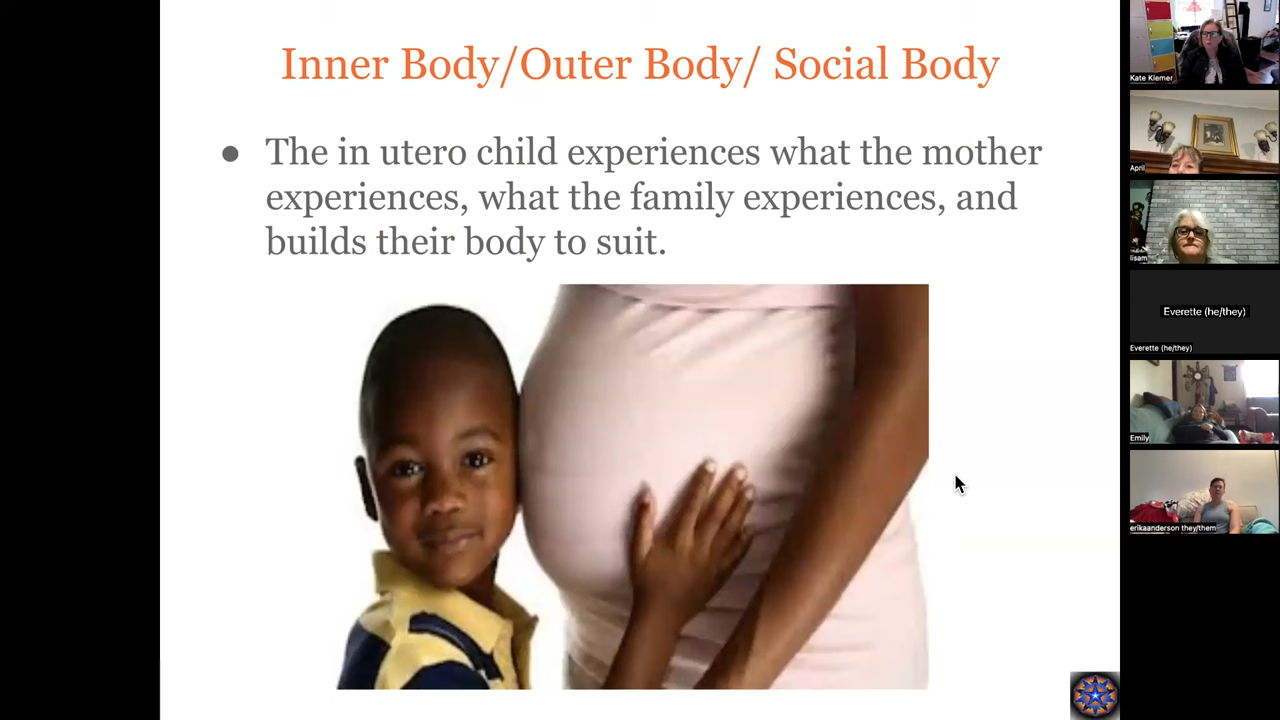 Inner Body/Outer Body/ Social Body
● The in utero child experiences what the mother
experiences, what the family experiences, and
builds their body to suit.
Kate Klemer
April
lisam
Everette (he/they)
Everette (he/they)
Emily
erikaanderson they/them